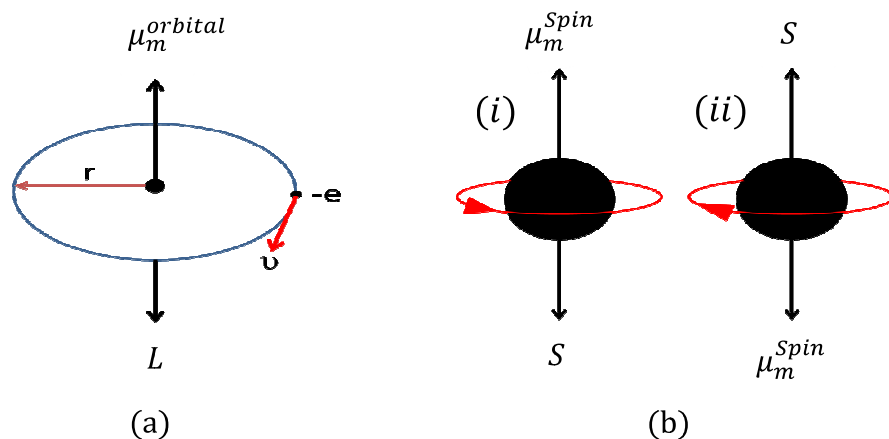 μ_m^{orbital}
r
-e
υ
L
(a)
μ_m^{Spin}
(i)
S
S
(ii)
μ_m^{Spin}
(b)